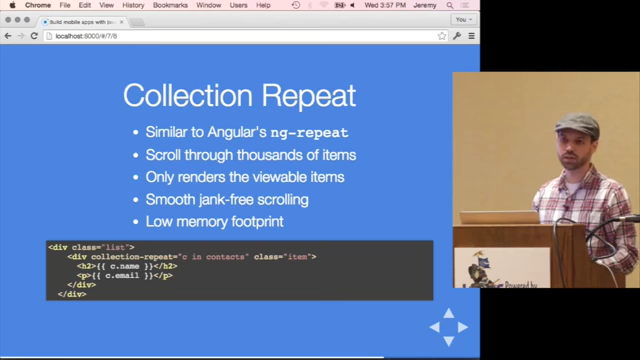 Chrome File Edit View History Bookmarks Window Users Help
Wed 3:57 PM Jeremy
Build mobile apps with
You
localhost:8000/#/7/6
Collection Repeat
• Similar to Angular's ng-repeat
• Scroll through thousands of items
• Only renders the viewable items
• Smooth jank-free scrolling
• Low memory footprint
<div class="list">
<div collection-repeat="c in contacts" class="item">
<h2>{{ c.name }}</h2>
<p>{{ c.email }}</p>
</div>
</div>
Powered by